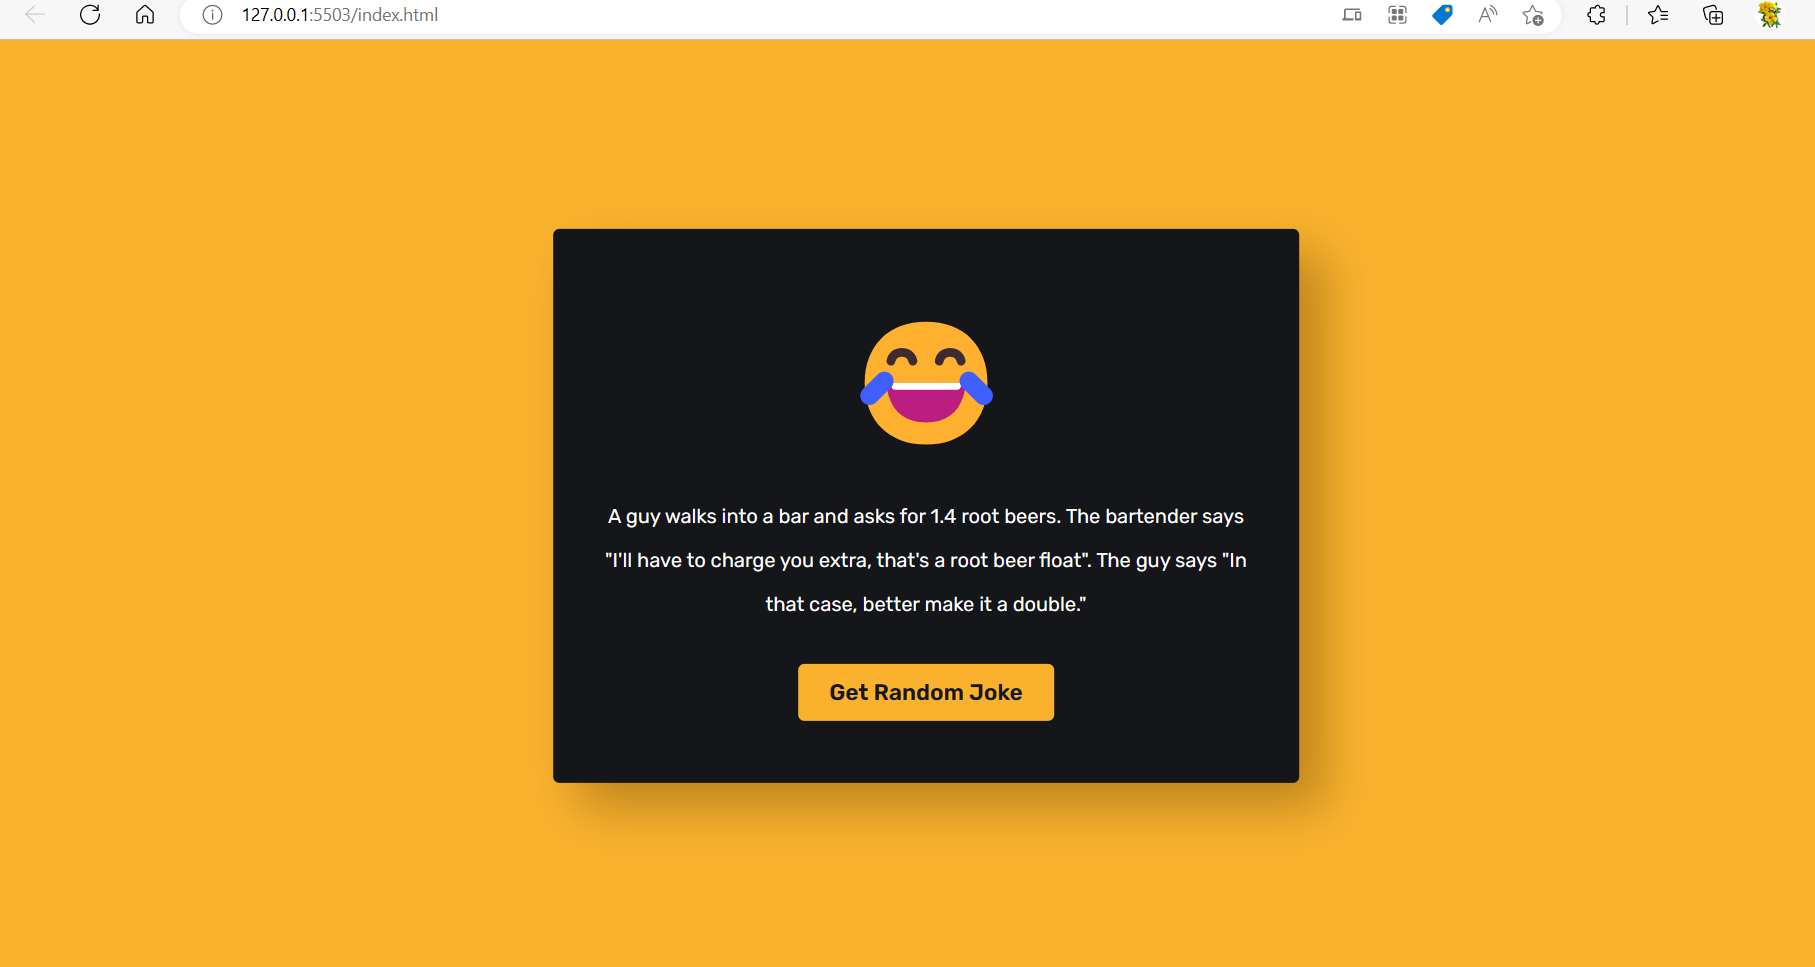 127.0.0.1:5503/index.html
A guy walks into a bar and asks for 1.4 root beers. The bartender says
"I'll have to charge you extra, that's a root beer float". The guy says "In
that case, better make it a double."
Get Random Joke